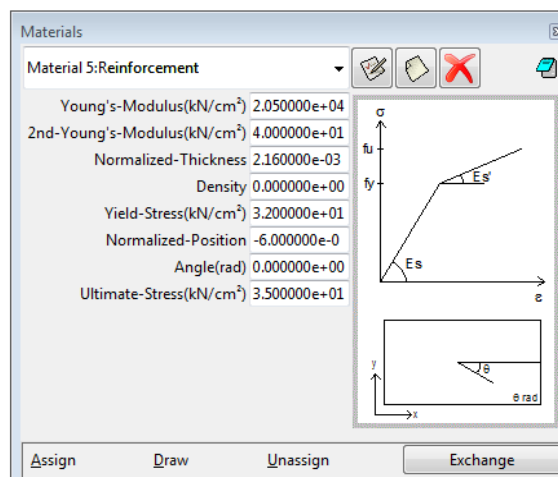 Materials
Material 5:Reinforcement
Young's-Modulus(kN/cm²) 2.050000e+04
2nd-Young's-Modulus(kN/cm²) 4.000000e+01
Normalized-Thickness 2.160000e-03
Density 0.000000e+00
Yield-Stress(kN/cm²) 3.200000e+01
Normalized-Position -6.000000e-0
Angle(rad) 0.000000e+00
Ultimate-Stress(kN/cm²) 3.500000e+01
σ
fu
fy
Es'
Es
ε
y
θ
θ rad
x
Assign Draw Unassign Exchange